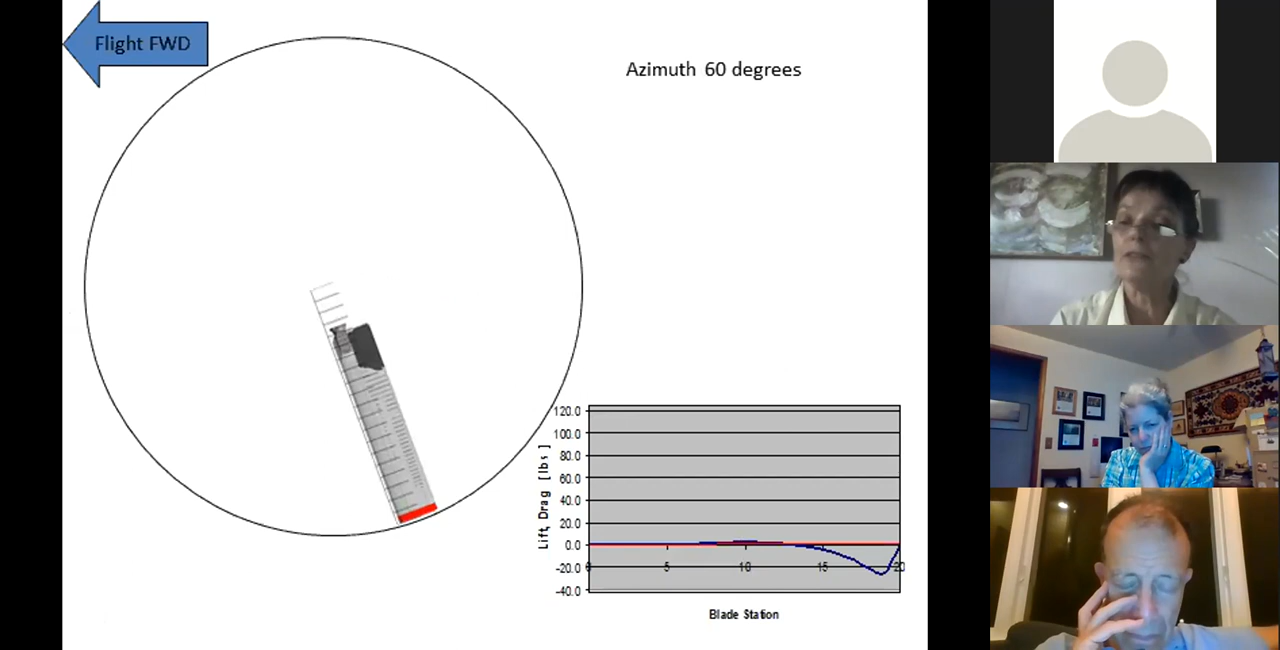 Flight FWD
Azimuth 60 degrees
120.0
100.0
80.0
60.0
40.0
20.0
0.0
-20.0
-40.0
Lift, Drag [lbs]
0 5 10 15 20
Blade Station